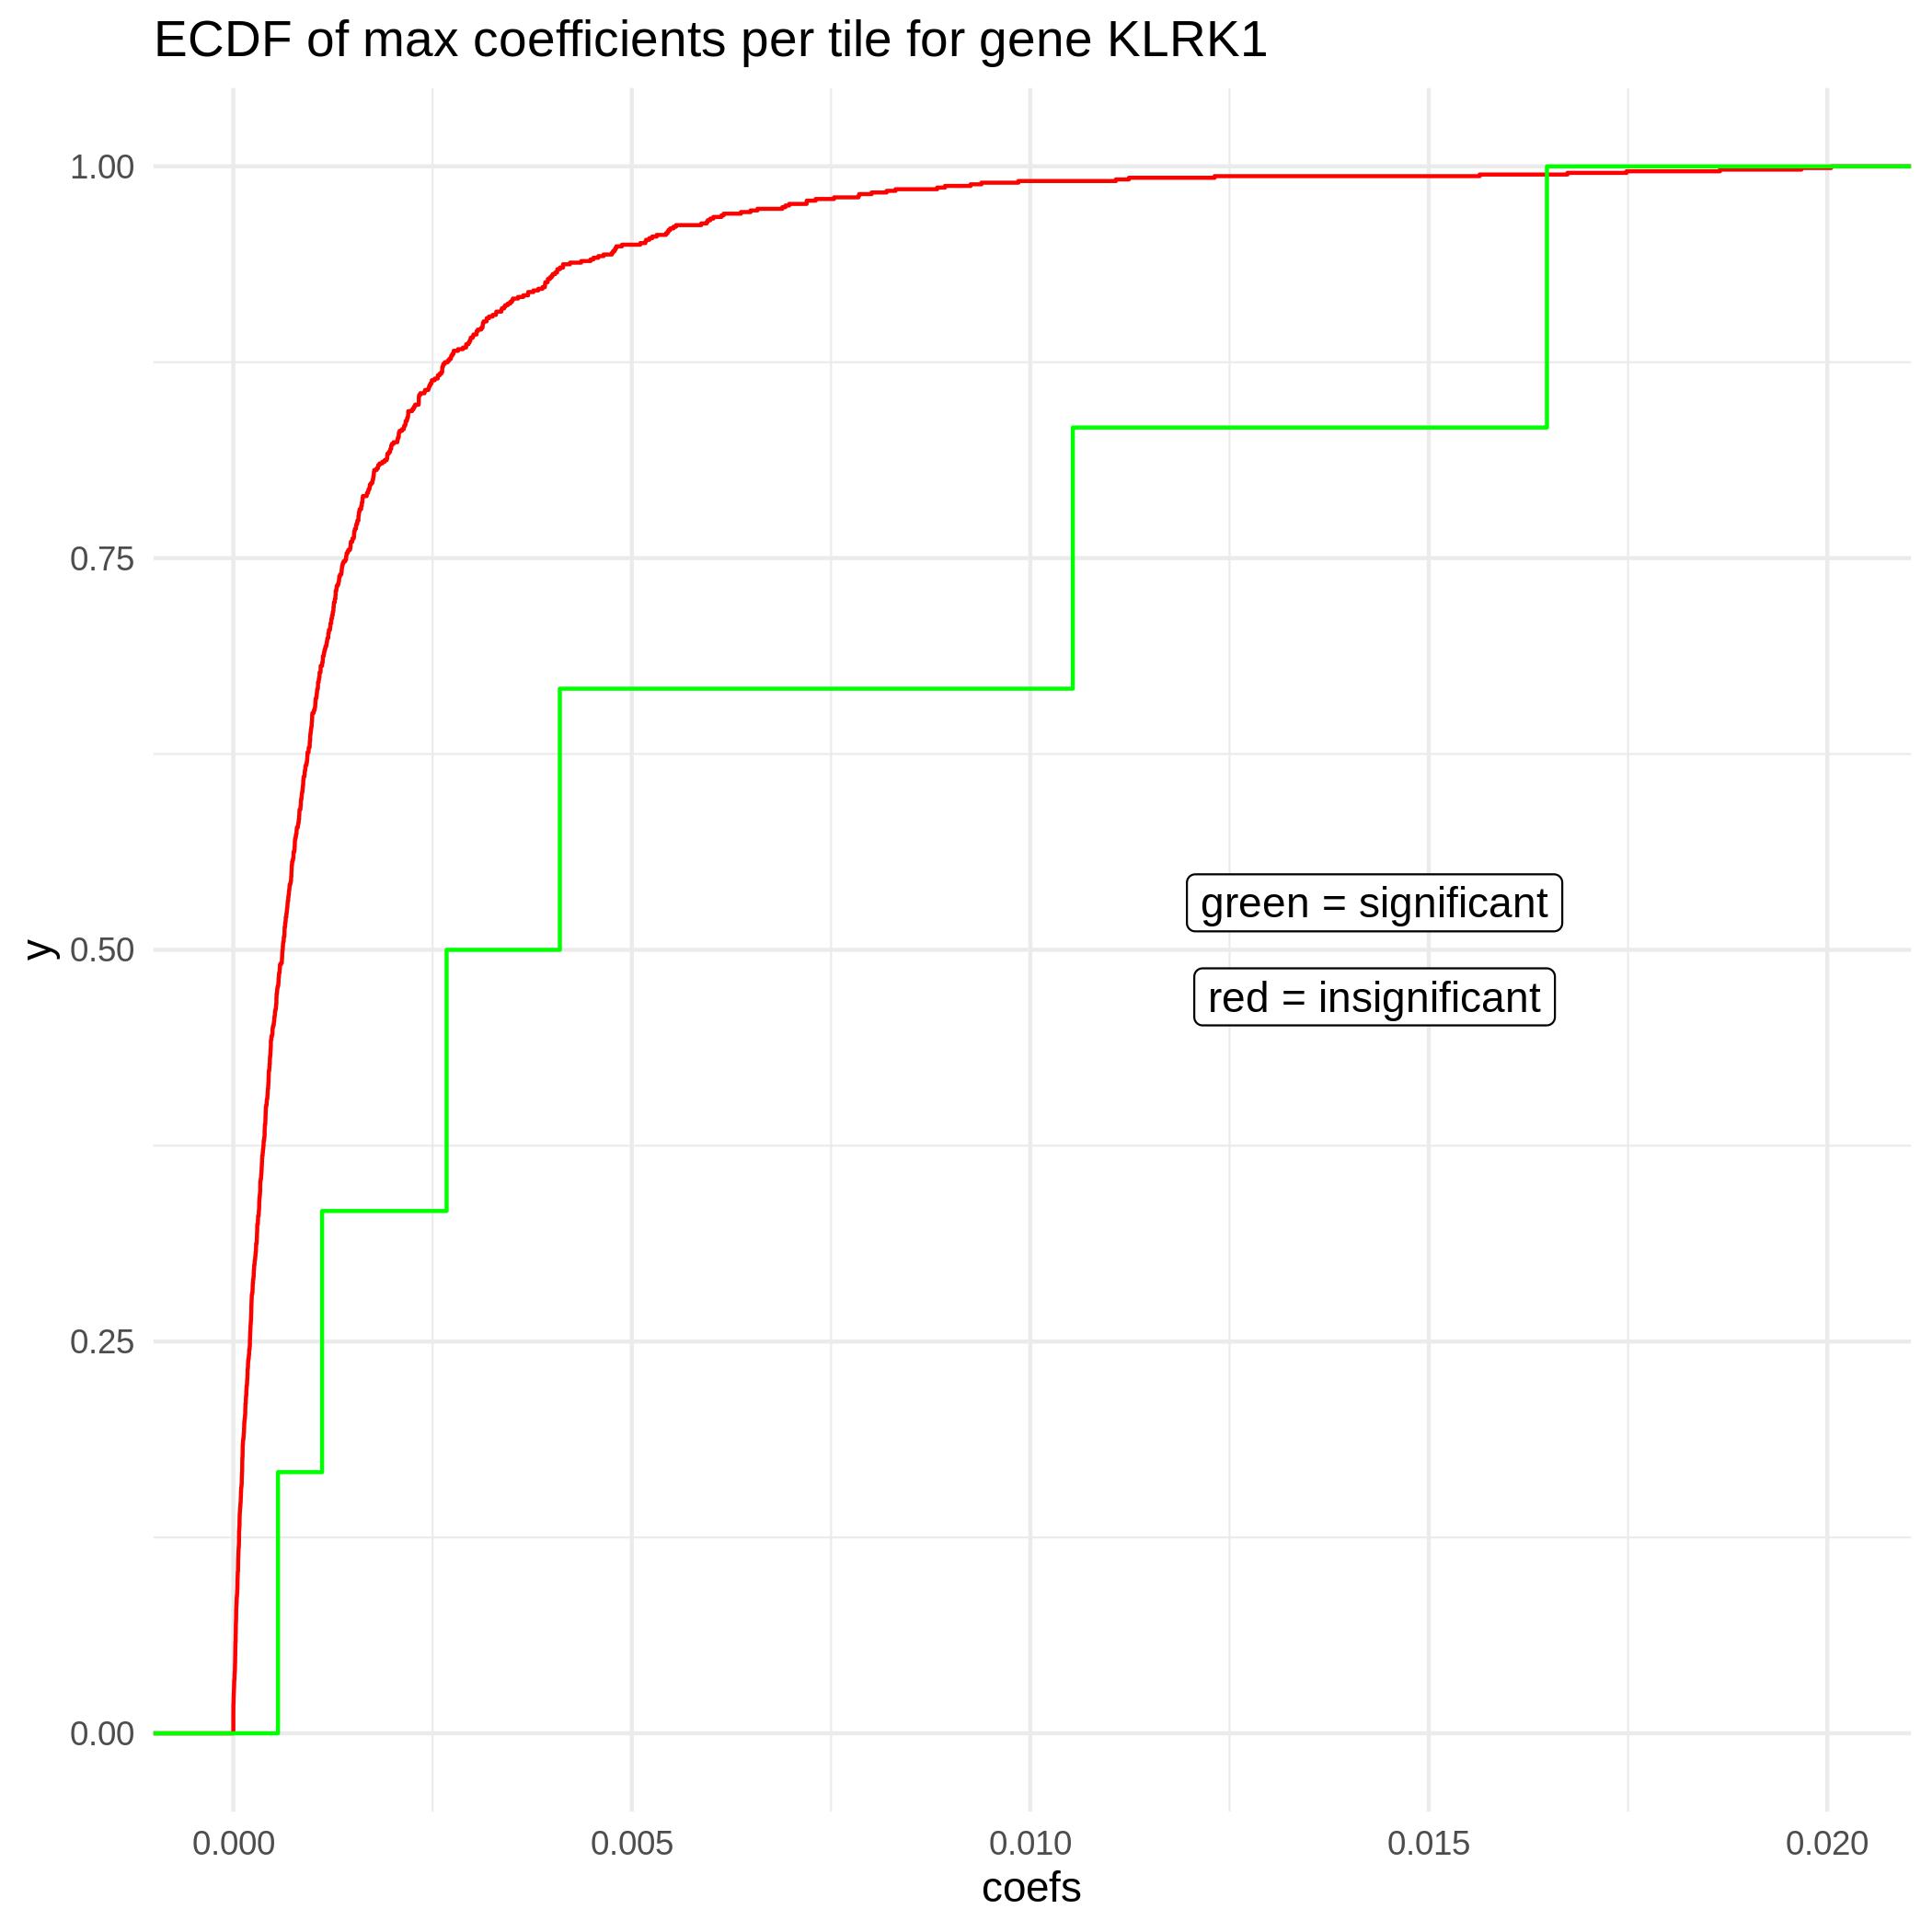 ECDF of max coefficients per tile for gene KLRK1
1.00
0.75
0.50
0.25
0.00
y
green = significant
red = insignificant
0.000 0.005 0.010 0.015 0.020
coefs